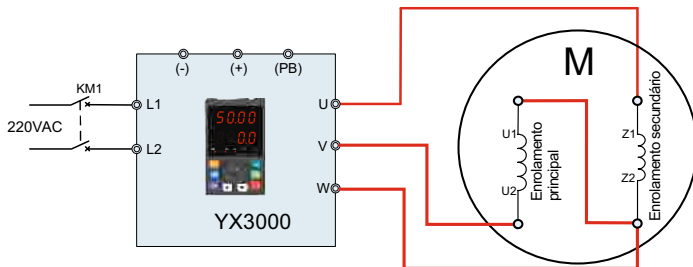 (-) (+) (PB)
KM1
220VAC
L1
L2
50.00
0.0
YX3000
U
V
W
M
U1
U2
Enrolamento
principal
Z1
Z2
Enrolamento secundário